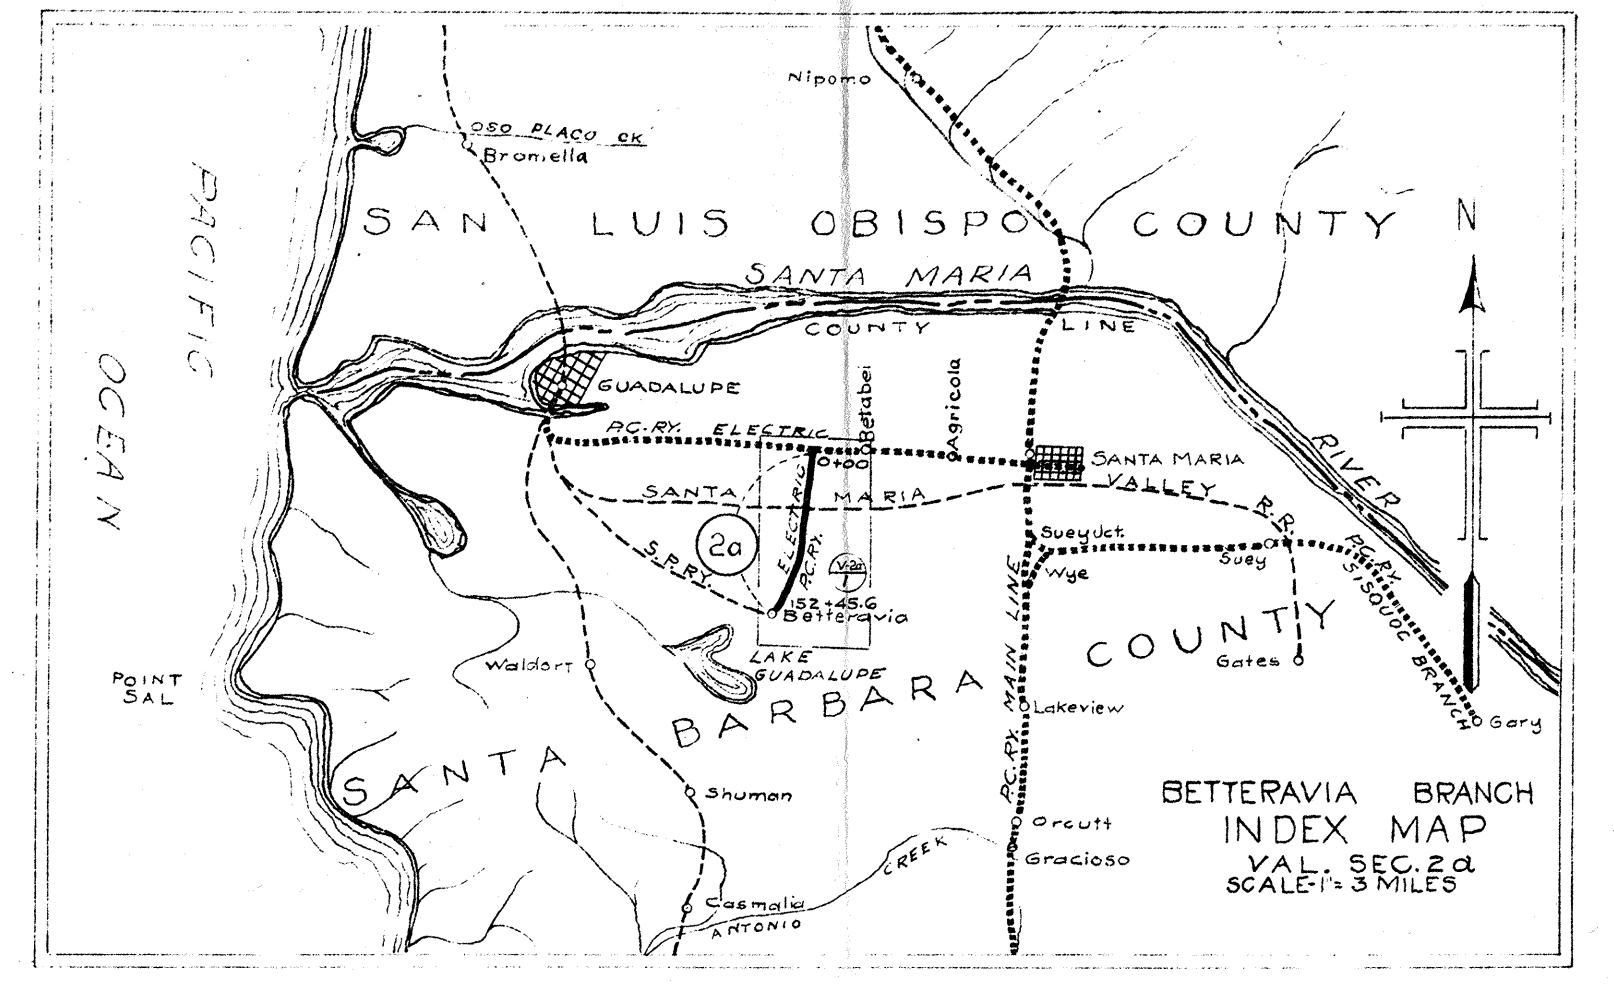 Nipomo
OSO PLACO CK
Bromella
PACIFIC
OCEAN
SAN LUIS OBISPO COUNTY
N
SANTA MARIA
COUNTY LINE
GUADALUPE
P.C. RY. ELECTRIC
Betabel
Agricola
0+00
SANTA MARIA
RIVER
SANTA MARIA VALLEY R.R.
ELECTRIC
P.C. RY.
2a
V-2a
S.P. RY.
152+45.6
Betteravia
Suey Jct.
Wye
Suey
P.C. RY.
SISQUOC BRANCH
P.C. RY. MAIN LINE
Waldorf
LAKE
GUADALUPE
POINT
SAL
Gates
Lakeview
Gary
SANTA BARBARA COUNTY
Shuman
Orcutt
Gracioso
CREEK
Casmalia
ANTONIO
BETTERAVIA BRANCH
INDEX MAP
VAL. SEC. 2a
SCALE-1"= 3 MILES